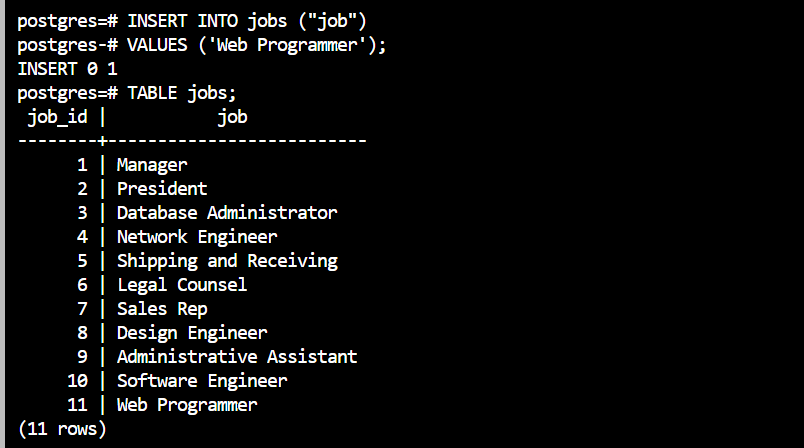 postgres=# INSERT INTO jobs ("job")
postgres-# VALUES ('Web Programmer');
INSERT 0 1
postgres=# TABLE jobs;
 job_id |           job
--------+--------------------------
      1 | Manager
      2 | President
      3 | Database Administrator
      4 | Network Engineer
      5 | Shipping and Receiving
      6 | Legal Counsel
      7 | Sales Rep
      8 | Design Engineer
      9 | Administrative Assistant
     10 | Software Engineer
     11 | Web Programmer
(11 rows)